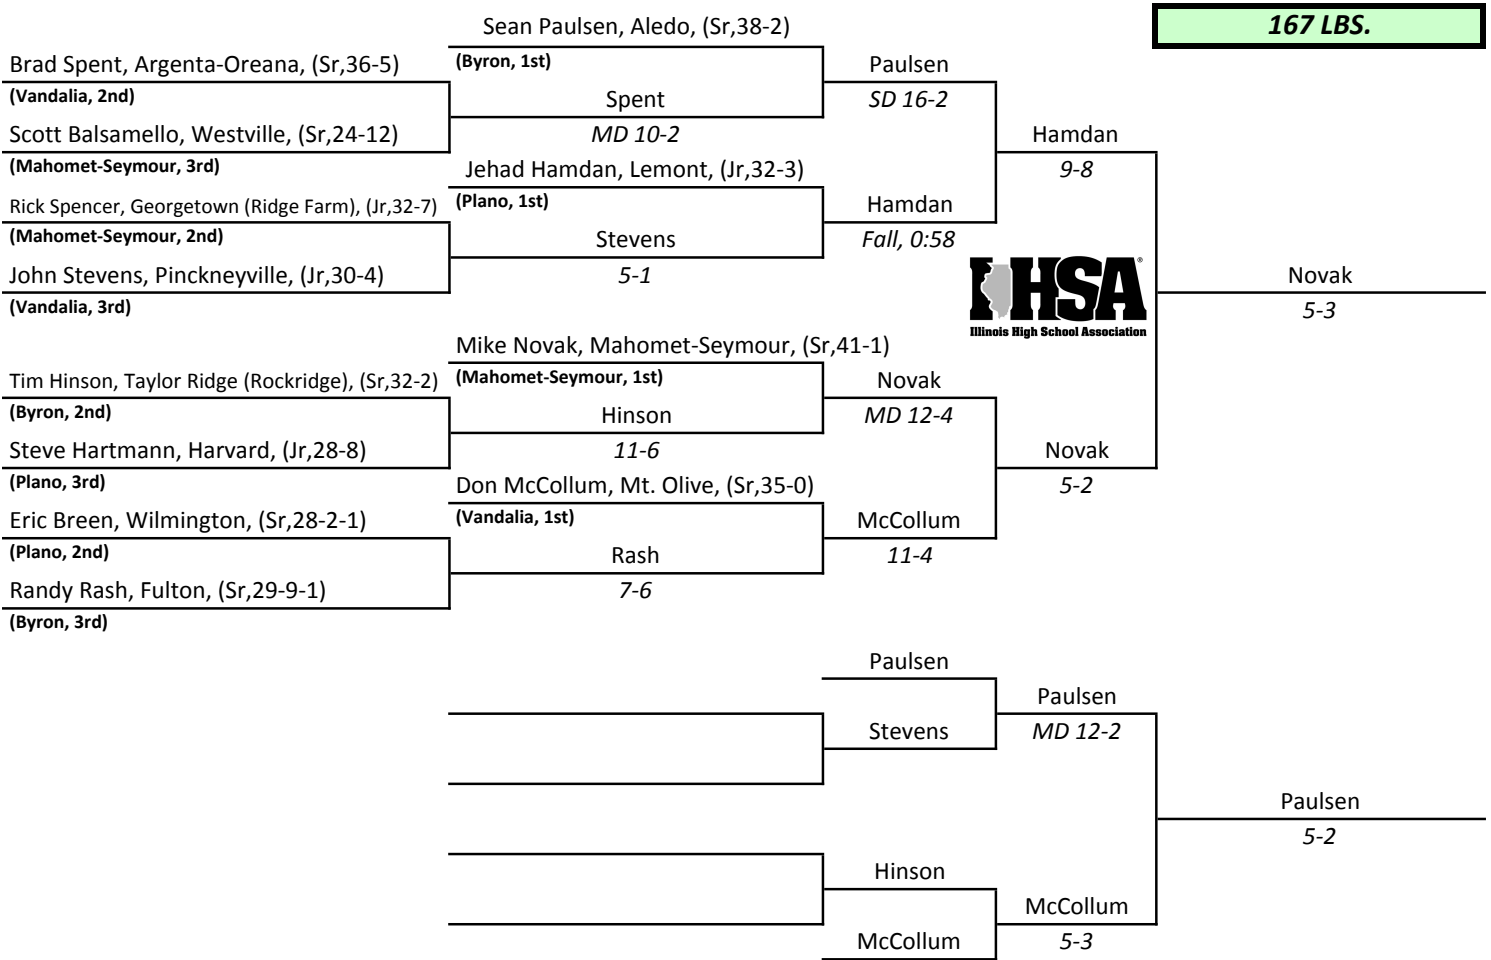 Sean Paulsen, Aledo, (Sr,38-2)
167 LBS.
Brad Spent, Argenta-Oreana, (Sr,36-5)
(Byron, 1st)
Paulsen
(Vandalia, 2nd)
Spent
SD 16-2
Scott Balsamello, Westville, (Sr,24-12)
MD 10-2
Hamdan
(Mahomet-Seymour, 3rd)
Jehad Hamdan, Lemont, (Jr,32-3)
9-8
Rick Spencer, Georgetown (Ridge Farm), (Jr,32-7)
(Plano, 1st)
Hamdan
(Mahomet-Seymour, 2nd)
Stevens
Fall, 0:58
John Stevens, Pinckneyville, (Jr,30-4)
5-1
IHSA®
Illinois High School Association
Novak
(Vandalia, 3rd)
5-3
Mike Novak, Mahomet-Seymour, (Sr,41-1)
Tim Hinson, Taylor Ridge (Rockridge), (Sr,32-2)
(Mahomet-Seymour, 1st)
Novak
(Byron, 2nd)
Hinson
MD 12-4
Steve Hartmann, Harvard, (Jr,28-8)
11-6
Novak
(Plano, 3rd)
Don McCollum, Mt. Olive, (Sr,35-0)
5-2
Eric Breen, Wilmington, (Sr,28-2-1)
(Vandalia, 1st)
McCollum
(Plano, 2nd)
Rash
11-4
Randy Rash, Fulton, (Sr,29-9-1)
7-6
(Byron, 3rd)
Paulsen
Paulsen
Stevens
MD 12-2
Paulsen
5-2
Hinson
McCollum
McCollum
5-3